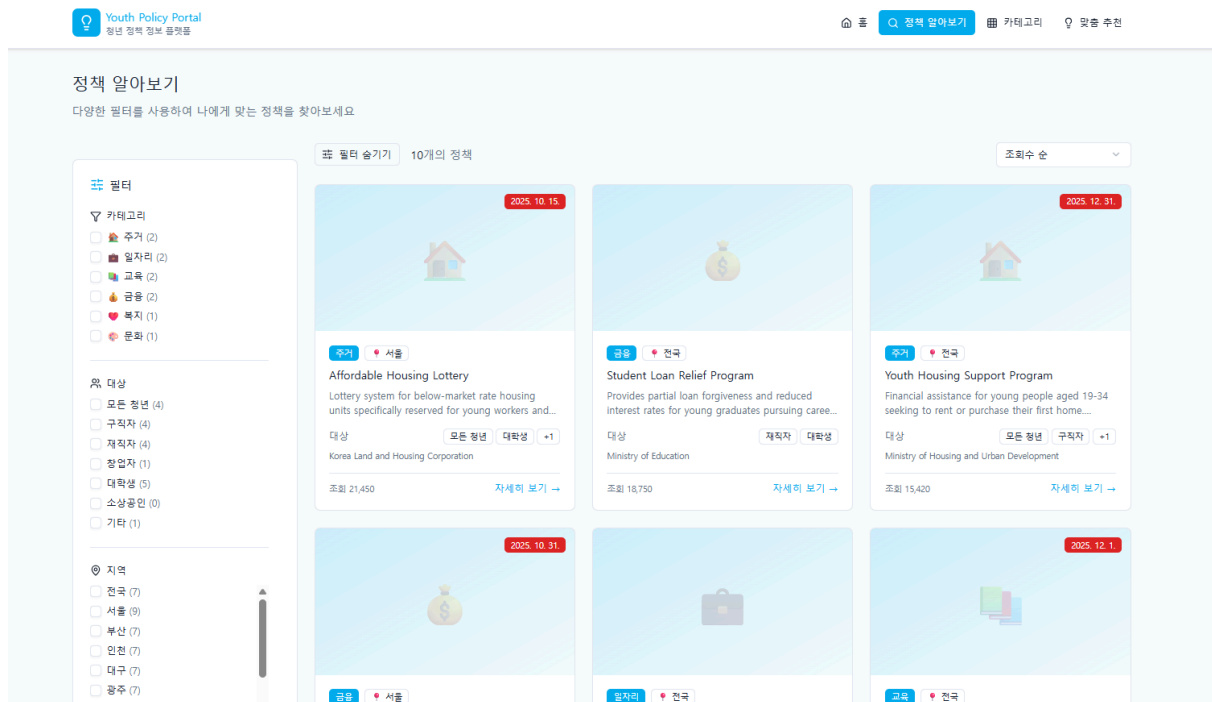 Youth Policy Portal
청년 정책 정보 플랫폼
홈
정책 알아보기
카테고리
맞춤 추천
정책 알아보기
다양한 필터를 사용하여 나에게 맞는 정책을 찾아보세요
필터 숨기기
10개의 정책
조회수 순
필터
카테고리
주거 (2)
일자리 (2)
교육 (2)
금융 (2)
복지 (1)
문화 (1)
대상
모든 청년 (4)
구직자 (4)
재직자 (4)
창업자 (1)
대학생 (5)
소상공인 (0)
기타 (1)
지역
전국 (7)
서울 (9)
부산 (7)
인천 (7)
대구 (7)
광주 (7)
2025. 10. 15.
주거 서울
Affordable Housing Lottery
Lottery system for below-market rate housing
units specifically reserved for young workers and...
대상 모든 청년 대학생 +1
Korea Land and Housing Corporation
조회 21,450 자세히 보기 →
금융 전국
Student Loan Relief Program
Provides partial loan forgiveness and reduced
interest rates for young graduates pursuing caree...
대상 재직자 대학생
Ministry of Education
조회 18,750 자세히 보기 →
2025. 12. 31.
주거 전국
Youth Housing Support Program
Financial assistance for young people aged 19-34
seeking to rent or purchase their first home....
대상 모든 청년 구직자 +1
Ministry of Housing and Urban Development
조회 15,420 자세히 보기 →
2025. 10. 31.
금융 서울
일자리 전국
2025. 12. 1.
교육 전국